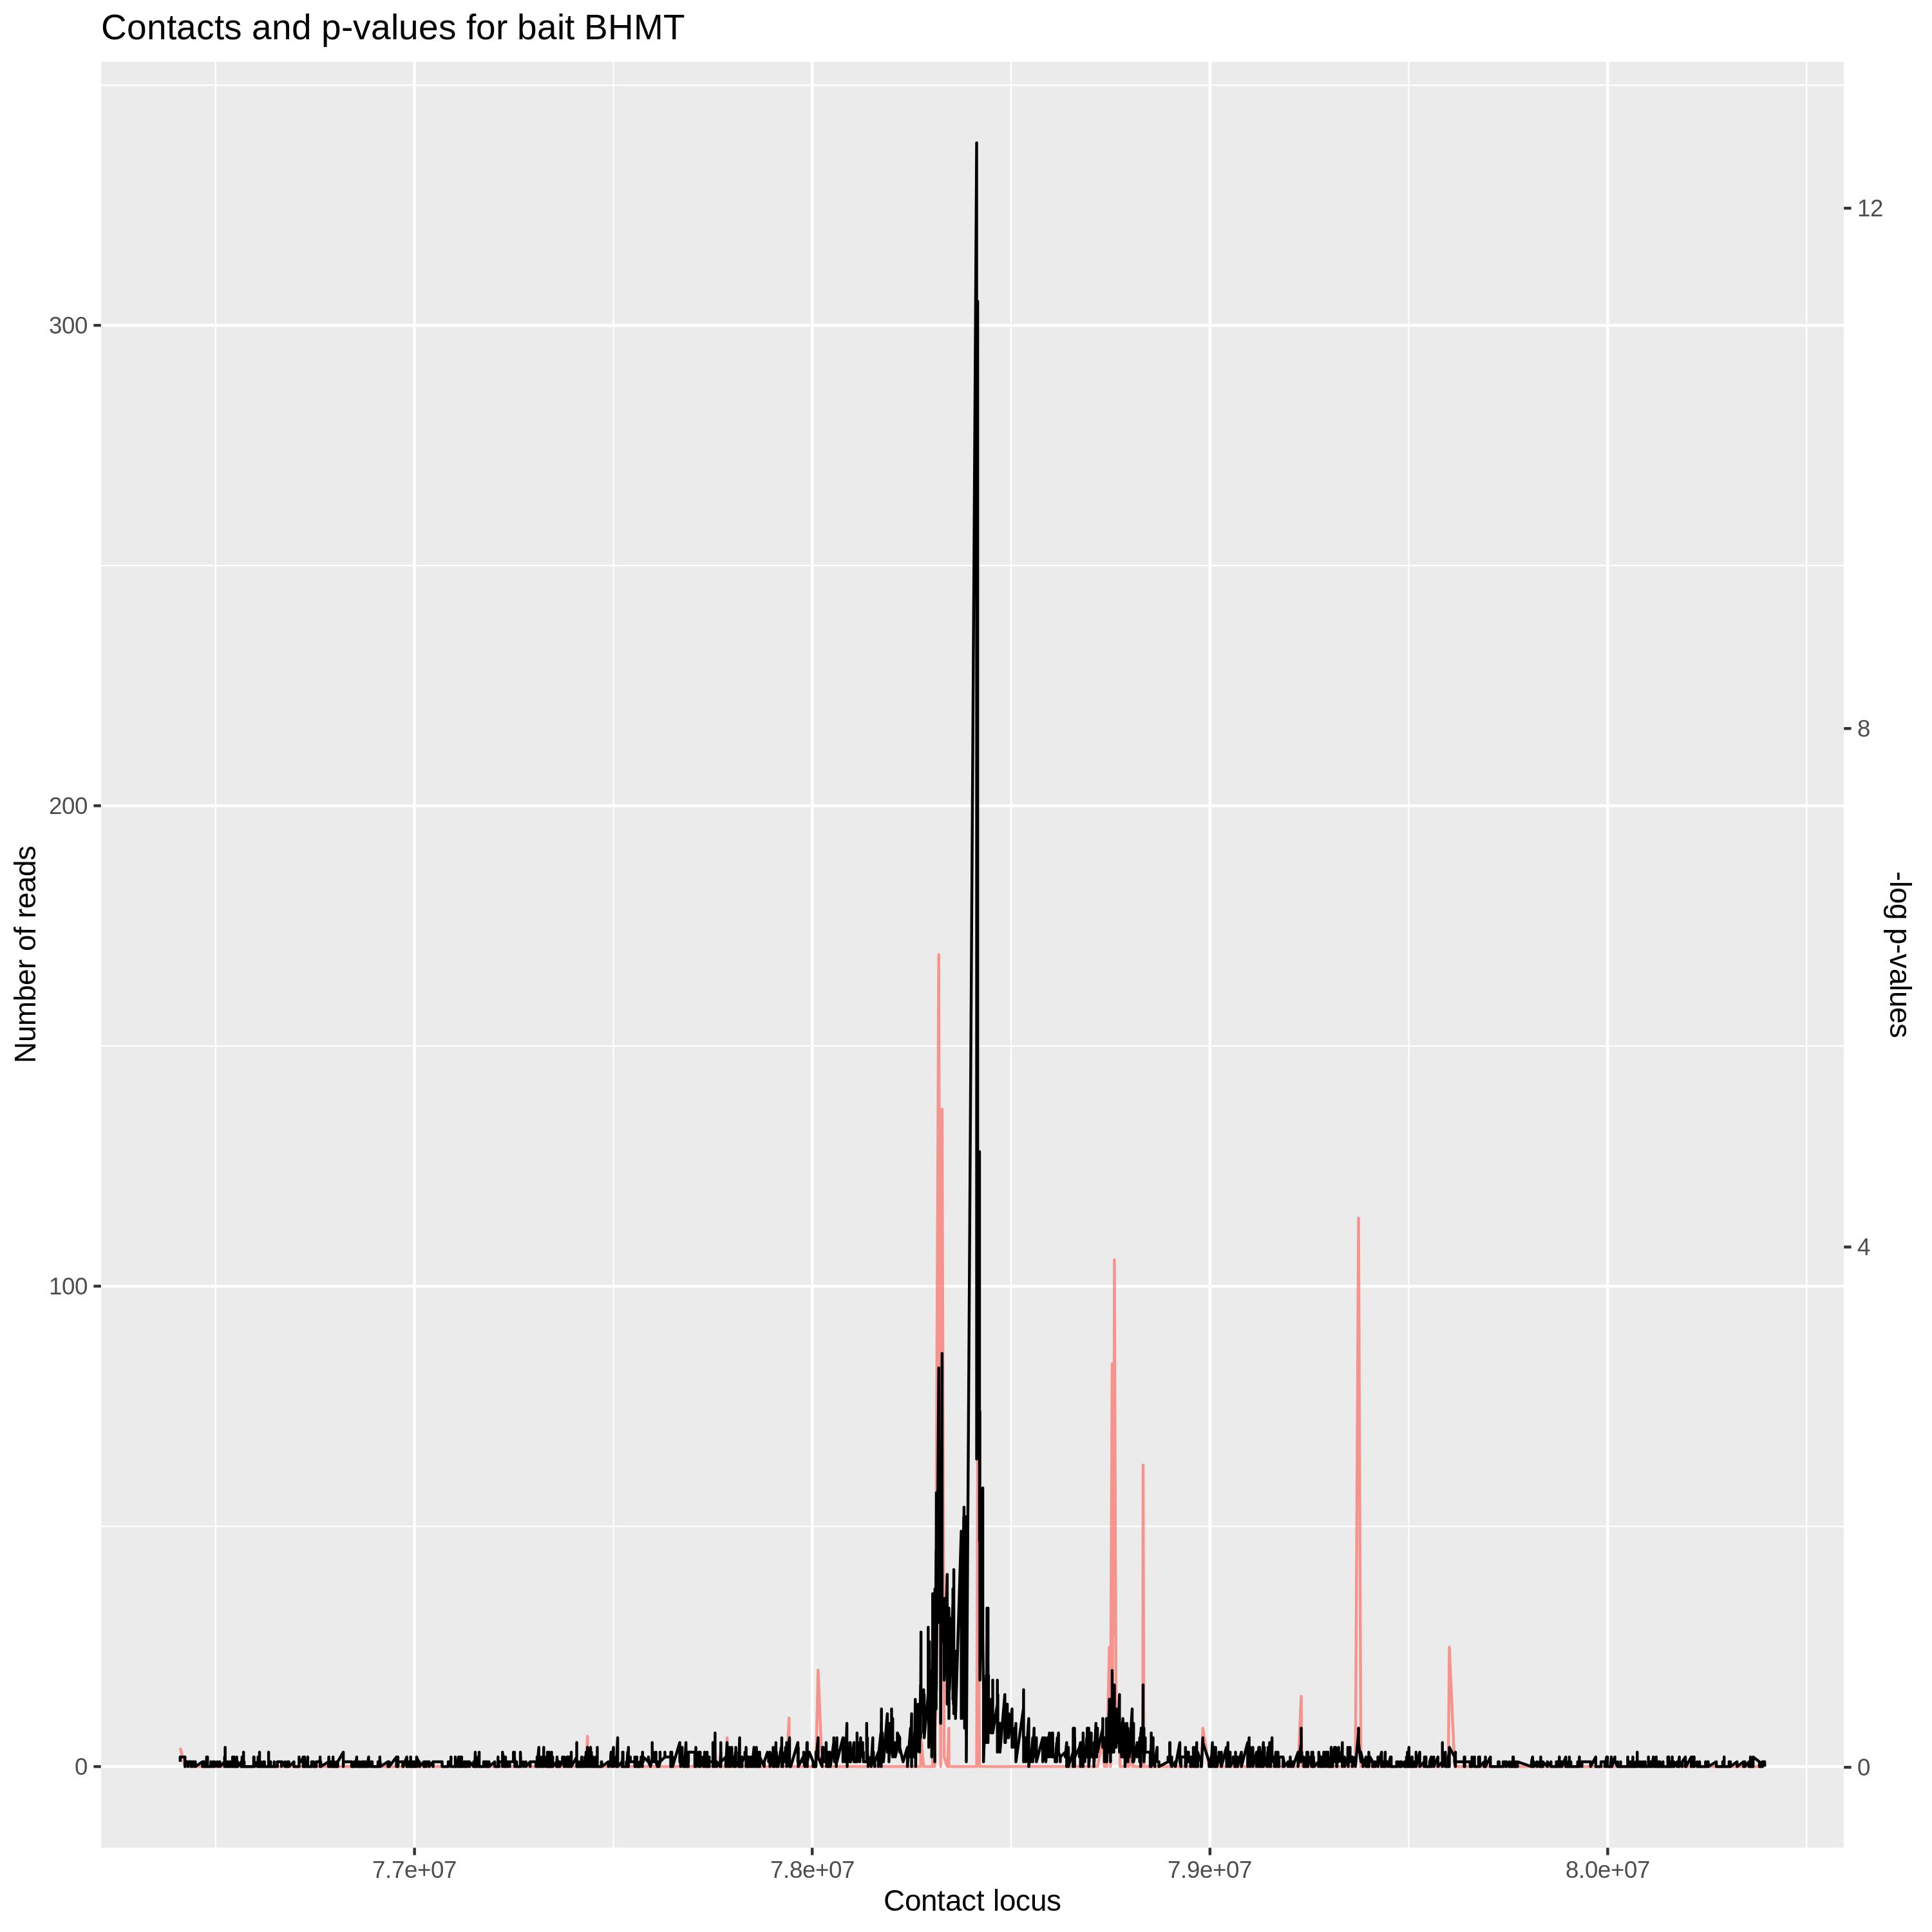 Contacts and p-values for bait BHMT
300
200
100
0
Number of reads
12
8
4
0
-log p-values
7.7e+07
7.8e+07
7.9e+07
8.0e+07
Contact locus